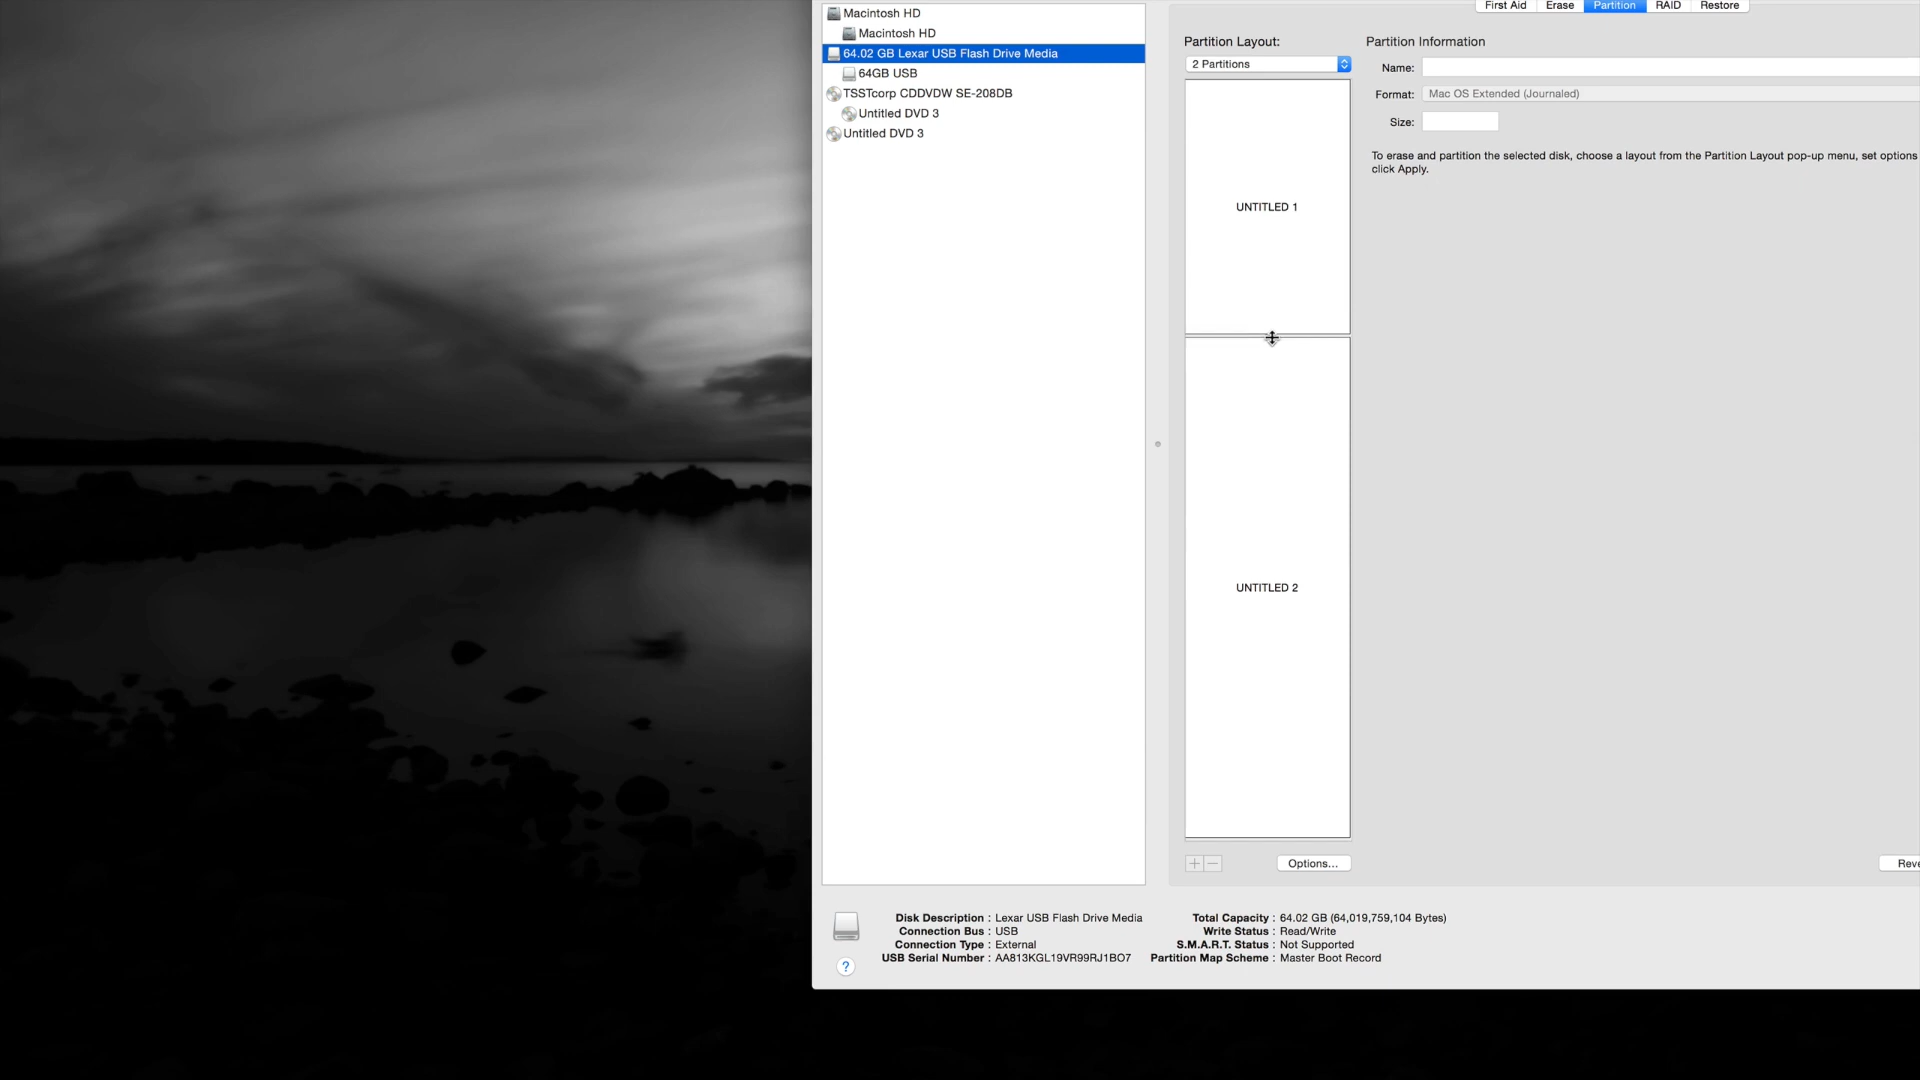 Macintosh HD
Macintosh HD
64.02 GB Lexar USB Flash Drive Media
64GB USB
TSSTcorp CDDVDW SE-208DB
Untitled DVD 3
Untitled DVD 3
First Aid Erase Partition RAID Restore
Partition Layout:
2 Partitions
UNTITLED 1
UNTITLED 2
+ −
Options...
Partition Information
Name:
Format: Mac OS Extended (Journaled)
Size:
To erase and partition the selected disk, choose a layout from the Partition Layout pop-up menu, set options
click Apply.
Reve
Disk Description : Lexar USB Flash Drive Media
Connection Bus : USB
Connection Type : External
USB Serial Number : AA813KGL19VR99RJ1BO7
Total Capacity : 64.02 GB (64,019,759,104 Bytes)
Write Status : Read/Write
S.M.A.R.T. Status : Not Supported
Partition Map Scheme : Master Boot Record
?